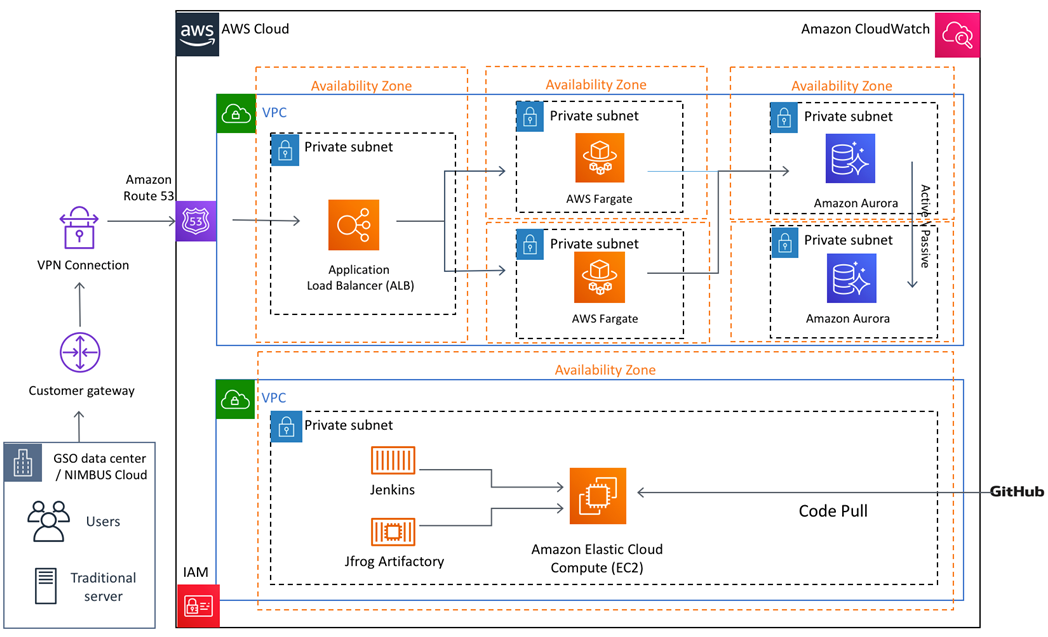 aws
AWS Cloud
Amazon CloudWatch
Availability Zone
Availability Zone
Availability Zone
VPC
Private subnet
Private subnet
Private subnet
AWS Fargate
Amazon Aurora
Amazon
Route 53
53
VPN Connection
Application
Load Balancer (ALB)
Private subnet
AWS Fargate
Private subnet
Amazon Aurora
Active \ Passive
Customer gateway
GSO data center
/ NIMBUS Cloud
Users
Traditional
server
Availability Zone
VPC
Private subnet
Jenkins
Jfrog Artifactory
Amazon Elastic Cloud
Compute (EC2)
Code Pull
GitHub
IAM